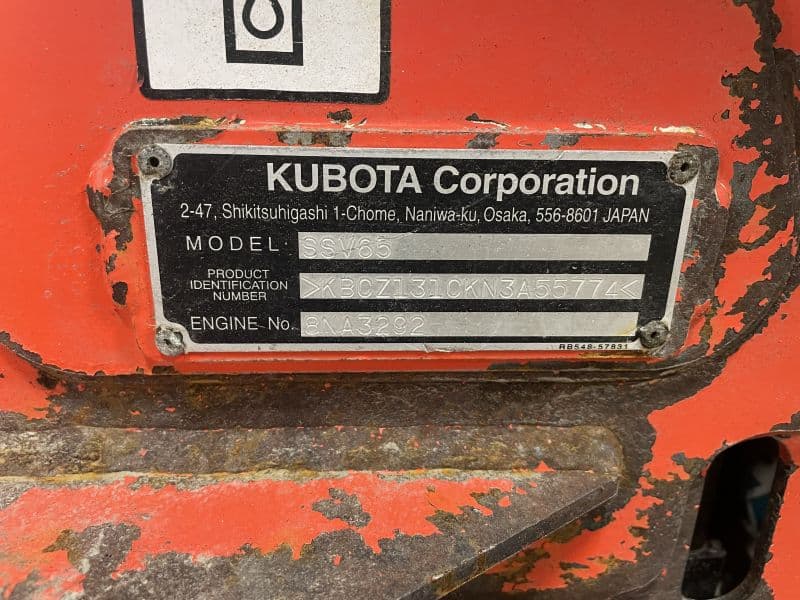 KUBOTA Corporation
2-47, Shikitsuhigashi 1-Chome, Naniwa-ku, Osaka, 556-8601 JAPAN
MODEL SSV65
PRODUCT IDENTIFICATION NUMBER >KBCZ131CKN3A55774<
ENGINE No. 8NA3292
RB548-57831